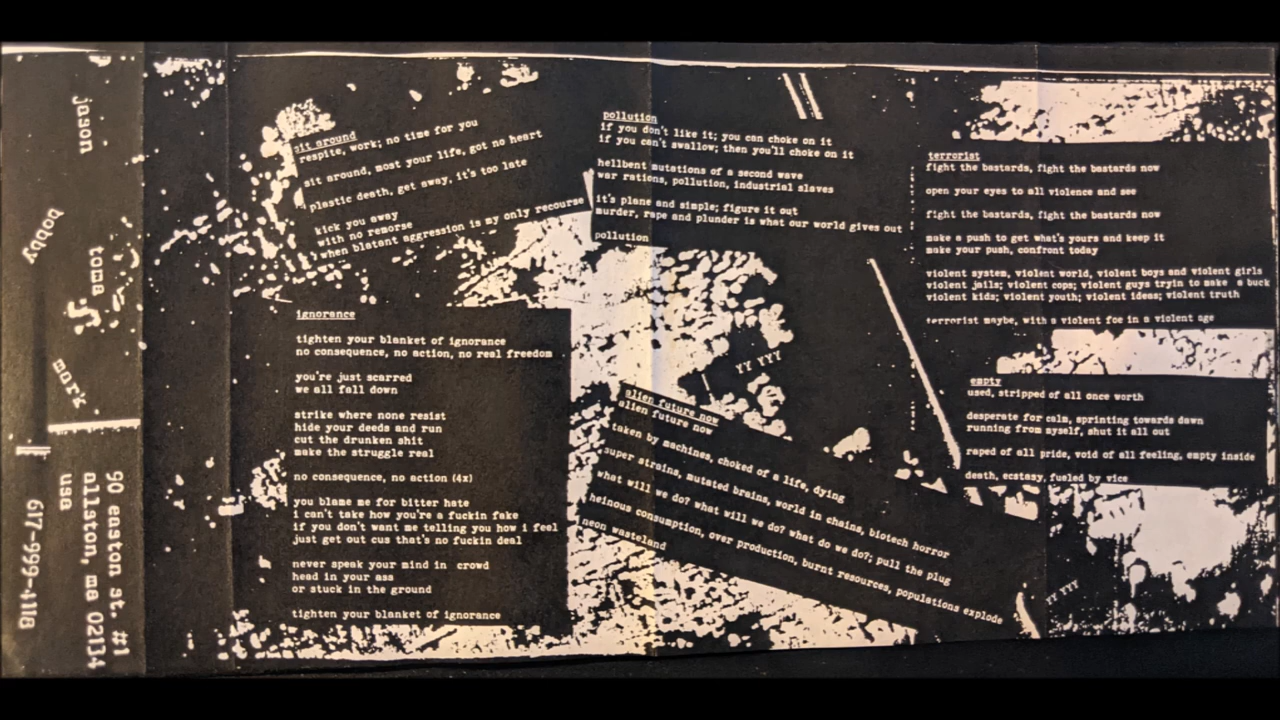 jason
bobby
toma
mark
90 easton st. #1
allston, ma 02134
usa
617-999-4118
sit around
respite, work; no time for you
sit around, most your life, got no heart
plastic death, get away, it's too late
kick you away
with no remorse
when blatant aggression is my only recourse
ignorance
tighten your blanket of ignorance
no consequence, no action, no real freedom
you're just scarred
we all fall down
strike where none resist
hide your deeds and run
cut the drunken shit
make the struggle real
no consequence, no action (4x)
you blame me for bitter hate
i can't take how you're a fuckin fake
if you don't want me telling you how i feel
just get out cus that's no fuckin deal
never speak your mind in crowd
head in your ass
or stuck in the ground
tighten your blanket of ignorance
pollution
if you don't like it; you can choke on it
if you can't swallow; then you'll choke on it
hellbent mutations of a second wave
war rations, pollution, industrial slaves
it's plane and simple; figure it out
murder, rape and plunder is what our world gives out
pollution
YY YYY
alien future now
alien future now
taken by machines, choked of a life, dying
super strains, mutated brains, world in chains, biotech horror
what will we do? what will we do? what do we do?; pull the plug
heinous consumption, over production, burnt resources, populations explode
neon wasteland
terrorist
fight the bastards, fight the bastards now
open your eyes to all violence and see
fight the bastards, fight the bastards now
make a push to get what's yours and keep it
make your push, confront today
violent system, violent world, violent boys and violent girls
violent jails; violent cops; violent guys tryin to make a buck
violent kids; violent youth; violent ideas; violent truth
terrorist maybe, with a violent foe in a violent age
empty
used, stripped of all once worth
desperate for calm, sprinting towards dawn
running from myself, shut it all out
raped of all pride, void of all feeling, empty inside
death, ecstasy, fueled by vice
YY YYY